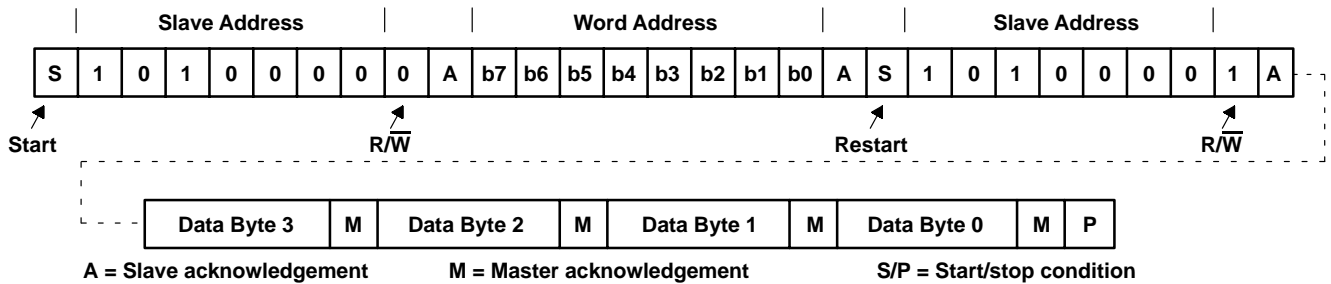 Slave Address Word Address Slave Address
S 1 0 1 0 0 0 0 0 A b7 b6 b5 b4 b3 b2 b1 b0 A S 1 0 1 0 0 0 0 1 A
Start R/W̅ Restart R/W̅
Data Byte 3 M Data Byte 2 M Data Byte 1 M Data Byte 0 M P
A = Slave acknowledgement M = Master acknowledgement S/P = Start/stop condition